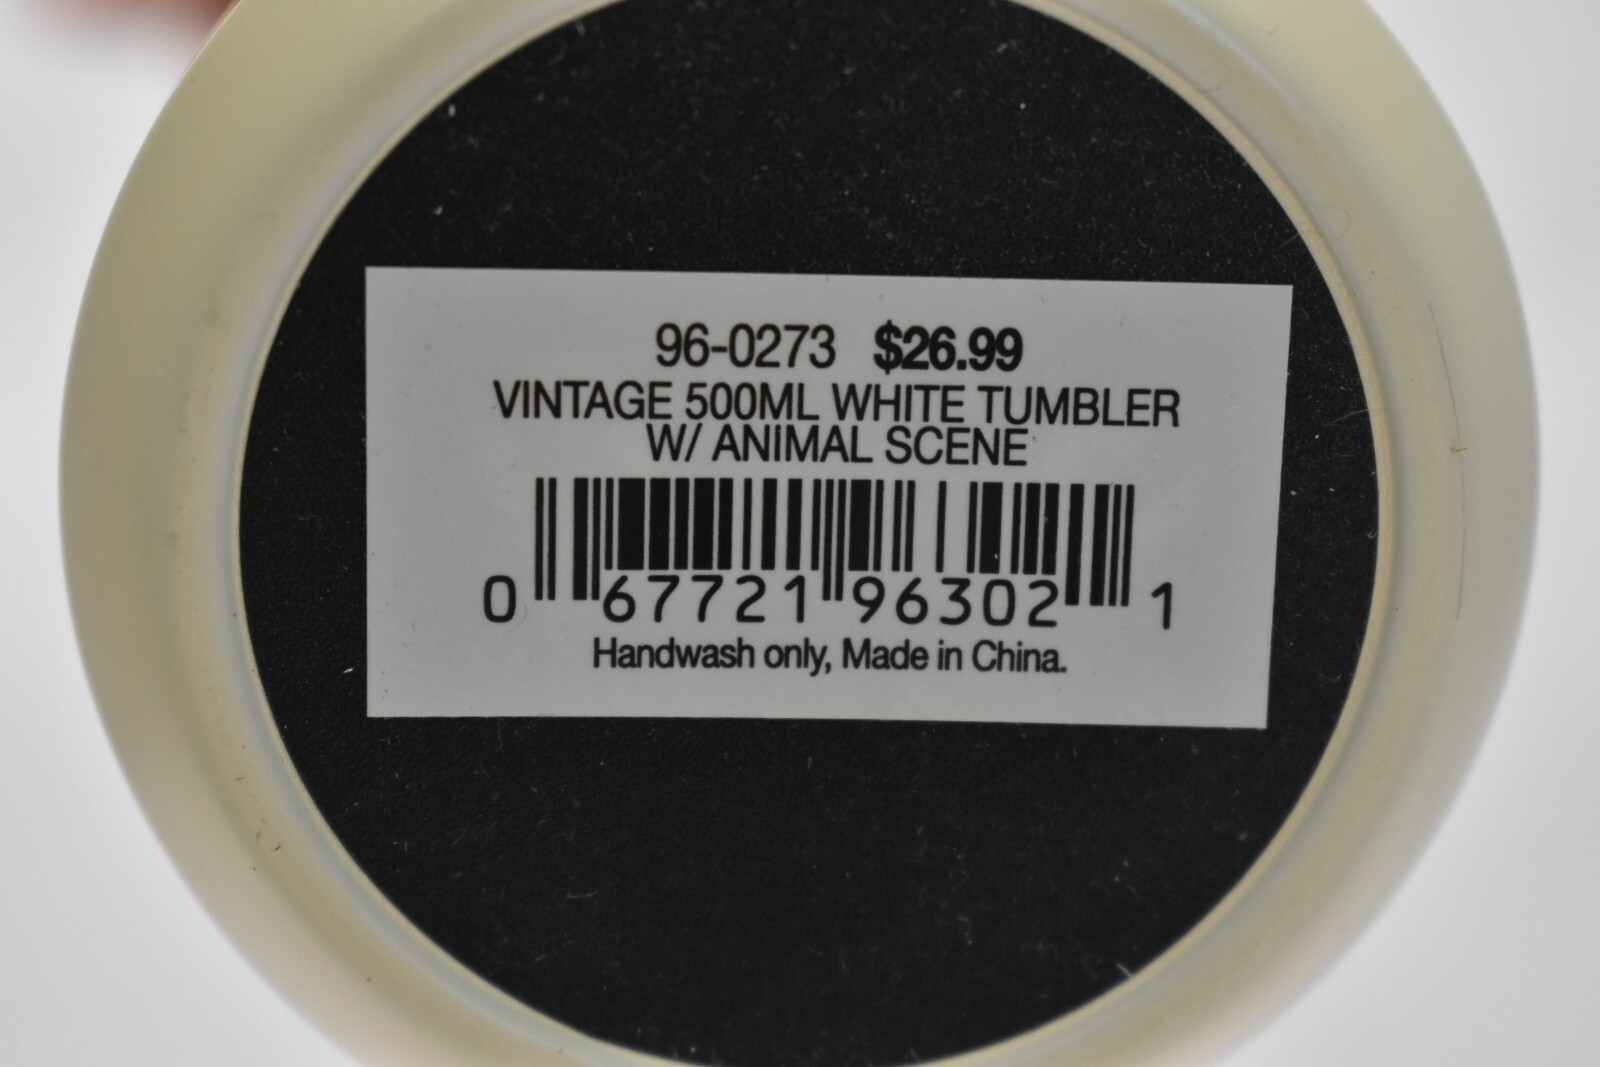 96-0273 $26.99
VINTAGE 500ML WHITE TUMBLER
W/ ANIMAL SCENE
0 67721 96302 1
Handwash only, Made in China.